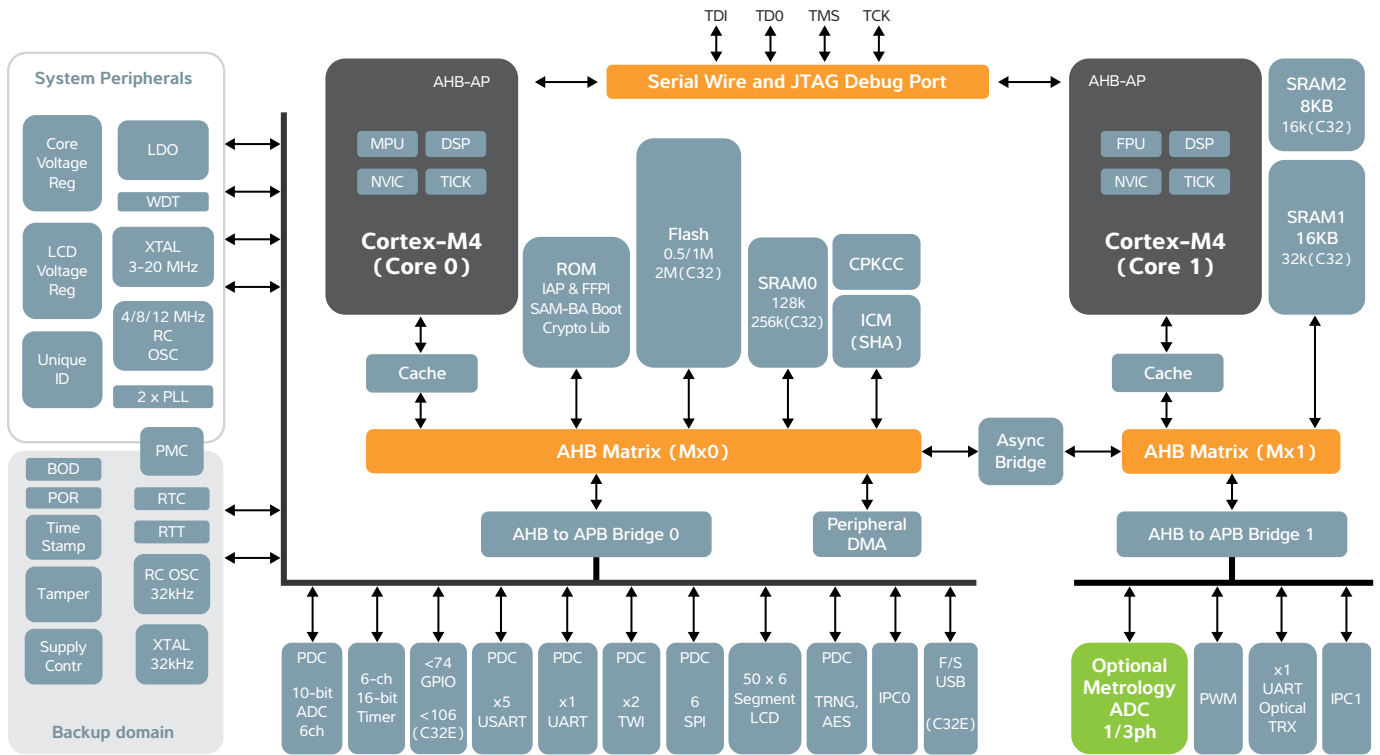 TDI
TD0
TMS
TCK
Serial Wire and JTAG Debug Port
System Peripherals
Core
Voltage
Reg
LDO
WDT
LCD
Voltage
Reg
XTAL
3-20 MHz
4/8/12 MHz
RC
OSC
Unique
ID
2 x PLL
PMC
BOD
POR
RTC
Time
Stamp
RTT
Tamper
RC OSC
32kHz
Supply
Contr
XTAL
32kHz
Backup domain
AHB-AP
MPU
DSP
NVIC
TICK
Cortex-M4
(Core 0)
Cache
ROM
IAP & FFPI
SAM-BA Boot
Crypto Lib
Flash
0.5/1M
2M(C32)
SRAM0
128k
256k(C32)
CPKCC
ICM
(SHA)
AHB-AP
FPU
DSP
NVIC
TICK
Cortex-M4
(Core 1)
Cache
SRAM2
8KB
16k(C32)
SRAM1
16KB
32k(C32)
AHB Matrix (Mx0)
Async
Bridge
AHB Matrix (Mx1)
AHB to APB Bridge 0
Peripheral
DMA
AHB to APB Bridge 1
PDC
10-bit
ADC
6ch
6-ch
16-bit
Timer
<74
GPIO
<106
(C32E)
PDC
x5
USART
PDC
x1
UART
PDC
x2
TWI
PDC
6
SPI
50 x 6
Segment
LCD
PDC
TRNG,
AES
IPC0
F/S
USB
(C32E)
Optional
Metrology
ADC
1/3ph
PWM
x1
UART
Optical
TRX
IPC1